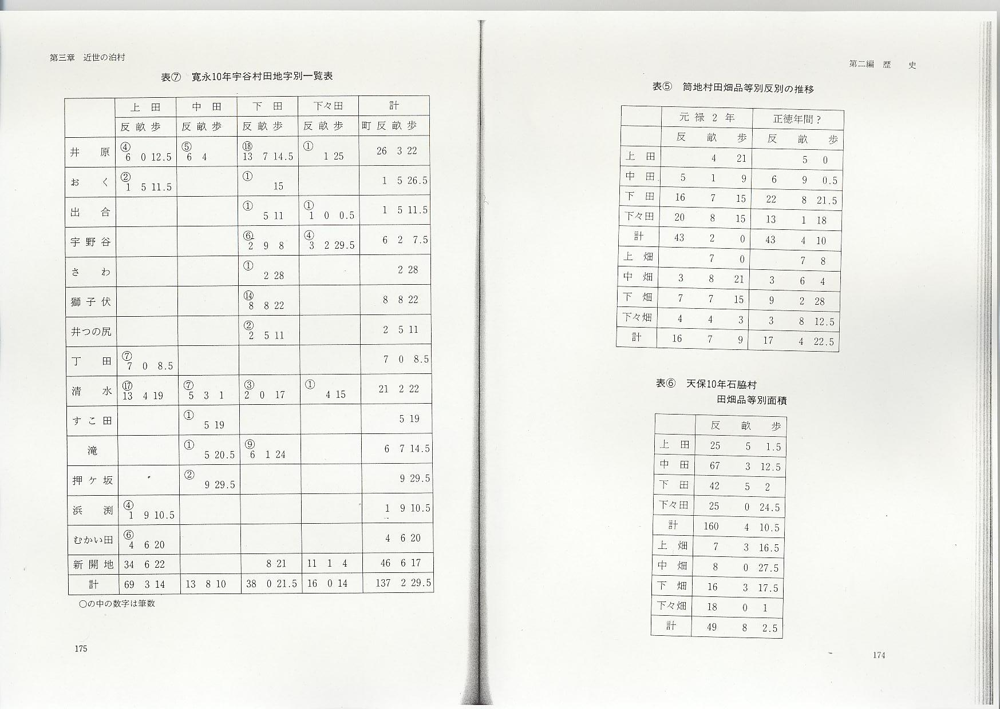 第二編 歴 史
表⑤ 筒地村田畑品等別反別の推移
元禄2年 正徳年間?
反 畝 歩 反 畝 歩
上田 4 21 5 0
中田 5 1 9 6 9 0.5
下田 16 7 15 22 8 21.5
下々田 20 8 15 13 1 18
計 43 2 0 43 4 10
上畑 7 0 7 8
中畑 3 8 21 3 6 4
下畑 7 7 15 9 2 28
下々畑 4 4 3 3 8 12.5
計 16 7 9 17 4 22.5
表⑥ 天保10年石脇村
田畑品等別面積
反 畝 歩
上田 25 5 1.5
中田 67 3 12.5
下田 42 5 2
下々田 25 0 24.5
計 160 4 10.5
上畑 7 3 16.5
中畑 8 0 27.5
下畑 16 3 17.5
下々畑 18 0 1
計 49 8 2.5
174
第三章 近世の泊村
表⑦ 寛永10年宇谷村田地字別一覧表
上田 中田 下田 下々田 計
反畝歩 反畝歩 反畝歩 反畝歩 町反畝歩
井原 ④ 6 0 12.5 ⑤ 6 4 ⑱ 13 7 14.5 ① 1 25 26 3 22
おく ② 1 5 11.5 ① 15 1 5 26.5
出合 ① 5 11 ① 1 0 0.5 1 5 11.5
宇野谷 ⑥ 2 9 8 ④ 3 2 29.5 6 2 7.5
さわ ① 2 28 2 28
獅子伏 ⑭ 8 8 22 8 8 22
井つの尻 ② 2 5 11 2 5 11
丁田 ⑦ 7 0 8.5 7 0 8.5
清水 ⑰ 13 4 19 ⑦ 5 3 1 ③ 2 0 17 ① 4 15 21 2 22
すこ田 ① 5 19 5 19
滝 ① 5 20.5 ⑨ 6 1 24 6 7 14.5
押ケ坂 ② 9 29.5 9 29.5
浜渕 ④ 1 9 10.5 1 9 10.5
むかい田 ⑥ 4 6 20 4 6 20
新開地 34 6 22 8 21 11 1 4 46 6 17
計 69 3 14 13 8 10 38 0 21.5 16 0 14 137 2 29.5
○の中の数字は筆数
175